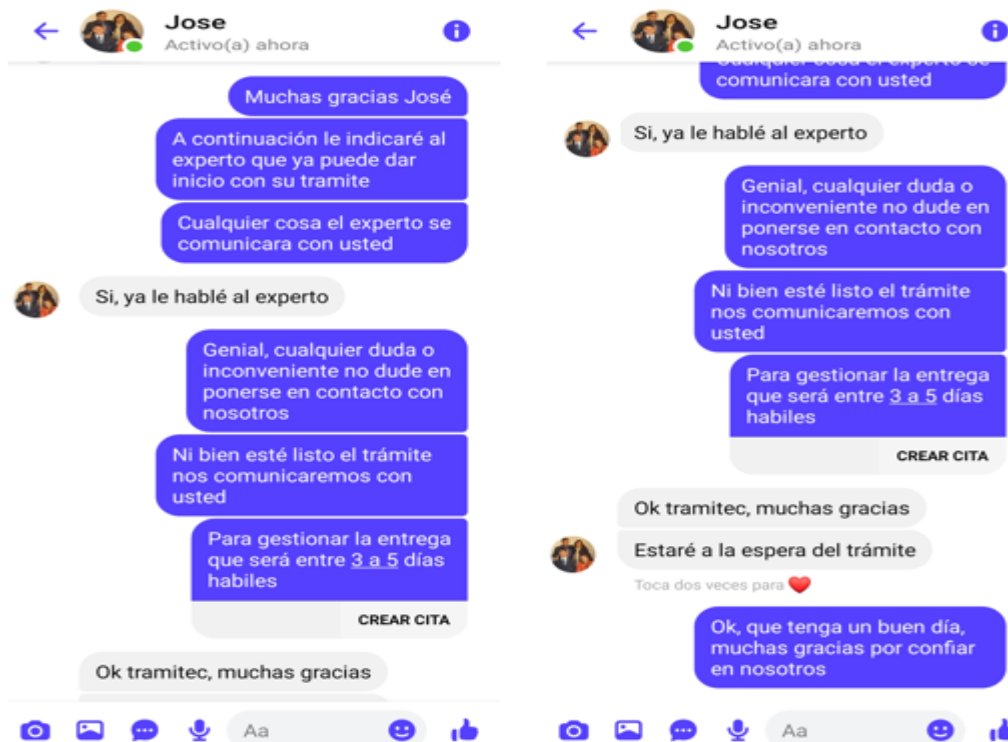 Jose
Activo(a) ahora
Muchas gracias José
A continuación le indicaré al
experto que ya puede dar
inicio con su tramite
Cualquier cosa el experto se
comunicara con usted
Si, ya le hablé al experto
Genial, cualquier duda o
inconveniente no dude en
ponerse en contacto con
nosotros
Ni bien esté listo el trámite
nos comunicaremos con
usted
Para gestionar la entrega
que será entre 3 a 5 días
habiles
CREAR CITA
Ok tramitec, muchas gracias
Aa
Jose
Activo(a) ahora
Cualquier cosa el experto se
comunicara con usted
Si, ya le hablé al experto
Genial, cualquier duda o
inconveniente no dude en
ponerse en contacto con
nosotros
Ni bien esté listo el trámite
nos comunicaremos con
usted
Para gestionar la entrega
que será entre 3 a 5 días
habiles
CREAR CITA
Ok tramitec, muchas gracias
Estaré a la espera del trámite
Toca dos veces para ❤️
Ok, que tenga un buen día,
muchas gracias por confiar
en nosotros
Aa